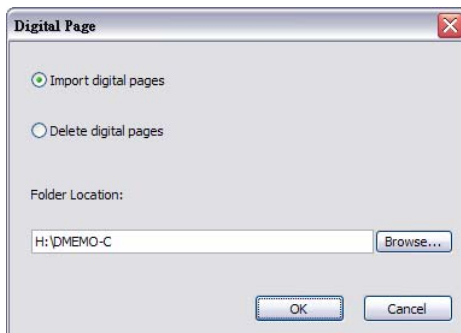 Digital Page
Import digital pages
Delete digital pages
Folder Location:
H:\DMEMO-C
Browse...
OK
Cancel